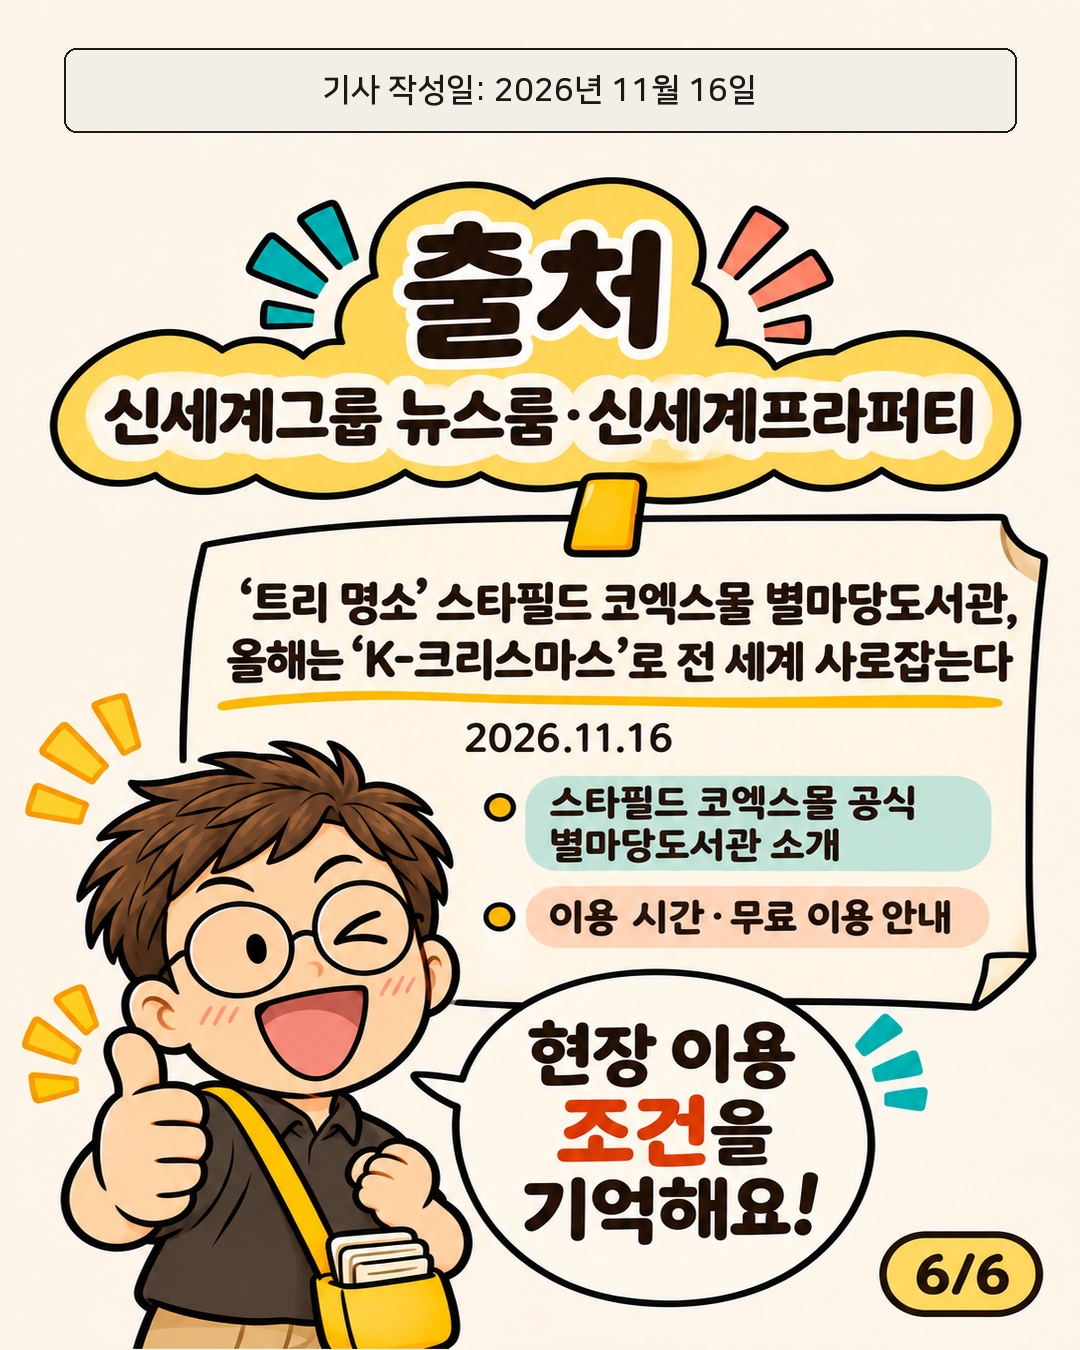 기사 작성일: 2026년 11월 16일
출처
신세계그룹 뉴스룸·신세계프라퍼티
‘트리 명소’ 스타필드 코엑스몰 별마당도서관,
올해는 ‘K-크리스마스’로 전 세계 사로잡는다
2026.11.16
스타필드 코엑스몰 공식
별마당도서관 소개
이용 시간·무료 이용 안내
현장 이용
조건을
기억해요!
6/6